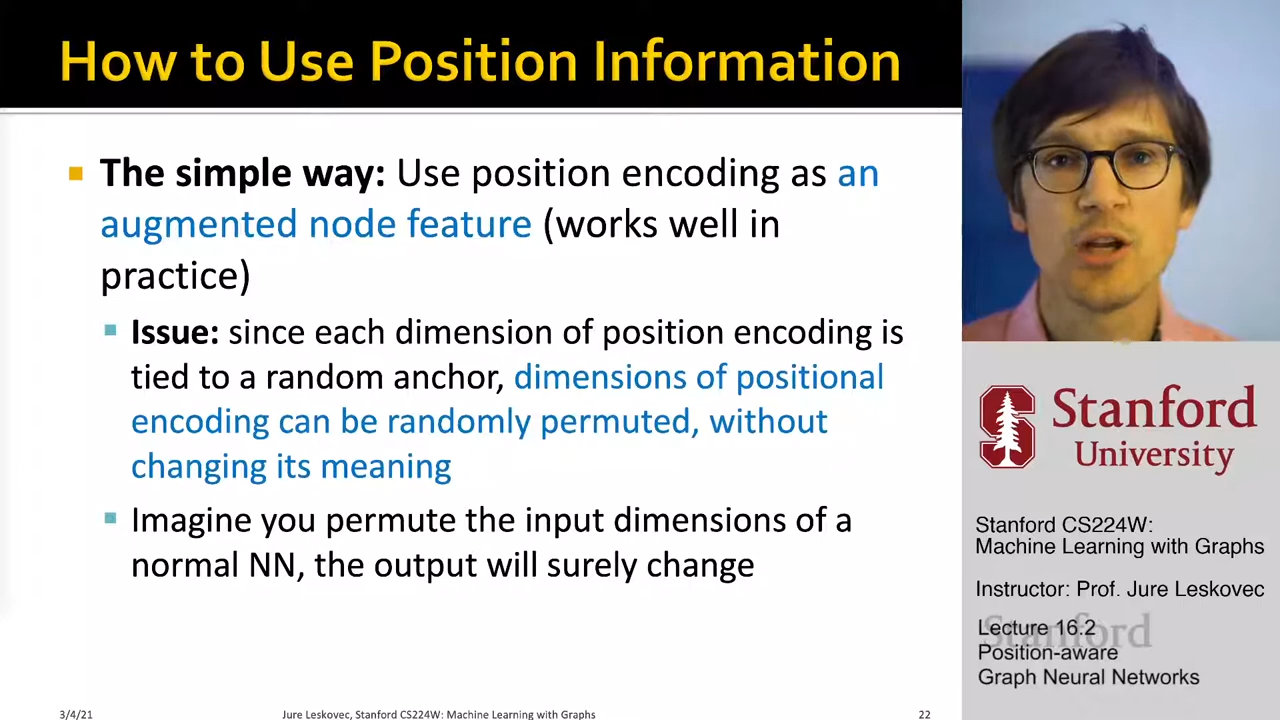 How to Use Position Information
The simple way: Use position encoding as an
augmented node feature (works well in
practice)
Issue: since each dimension of position encoding is
tied to a random anchor, dimensions of positional
encoding can be randomly permuted, without
changing its meaning
Imagine you permute the input dimensions of a
normal NN, the output will surely change
3/4/21
Jure Leskovec, Stanford CS224W: Machine Learning with Graphs
22
Stanford
University
Stanford CS224W:
Machine Learning with Graphs
Instructor: Prof. Jure Leskovec
Stanford
Lecture 16.2
Position-aware
Graph Neural Networks